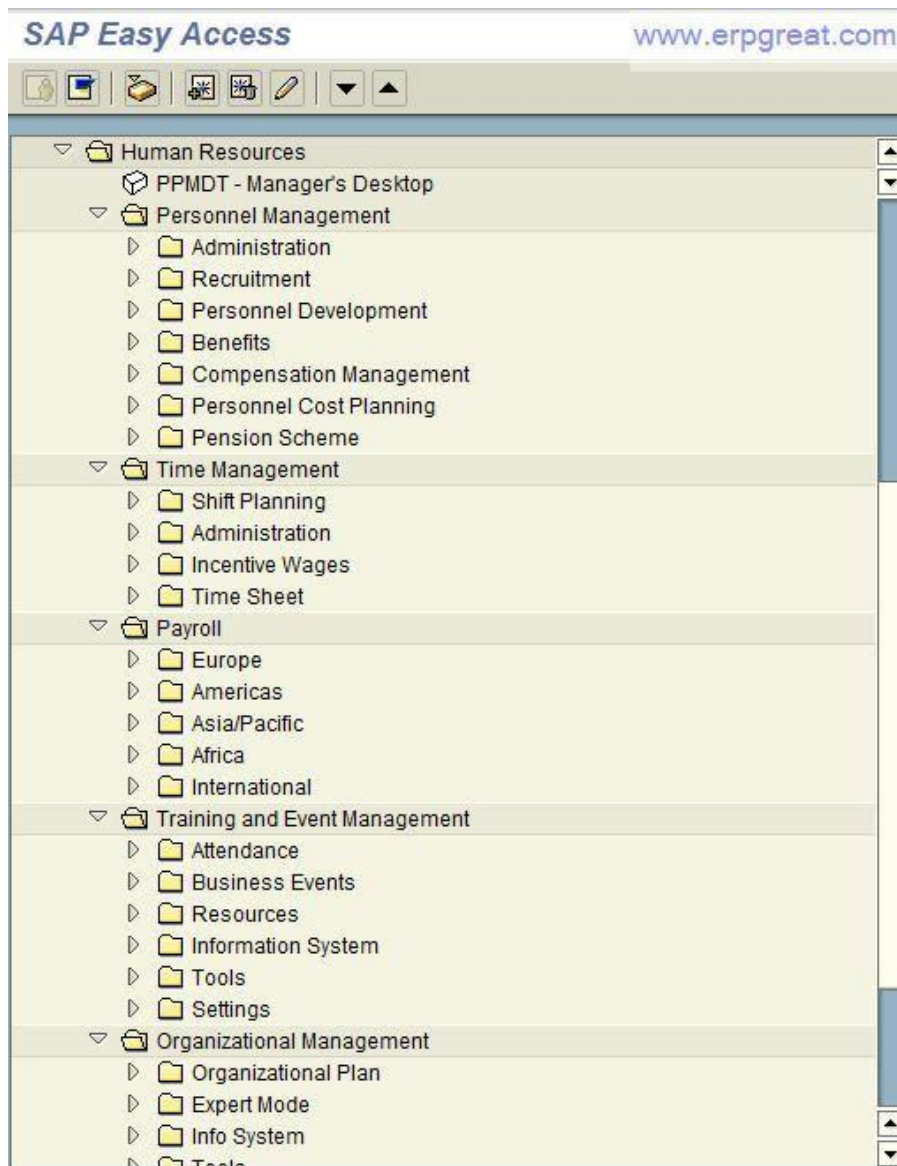 SAP Easy Access
www.erpgreat.com
Human Resources
PPMDT - Manager's Desktop
Personnel Management
Administration
Recruitment
Personnel Development
Benefits
Compensation Management
Personnel Cost Planning
Pension Scheme
Time Management
Shift Planning
Administration
Incentive Wages
Time Sheet
Payroll
Europe
Americas
Asia/Pacific
Africa
International
Training and Event Management
Attendance
Business Events
Resources
Information System
Tools
Settings
Organizational Management
Organizational Plan
Expert Mode
Info System
Tools